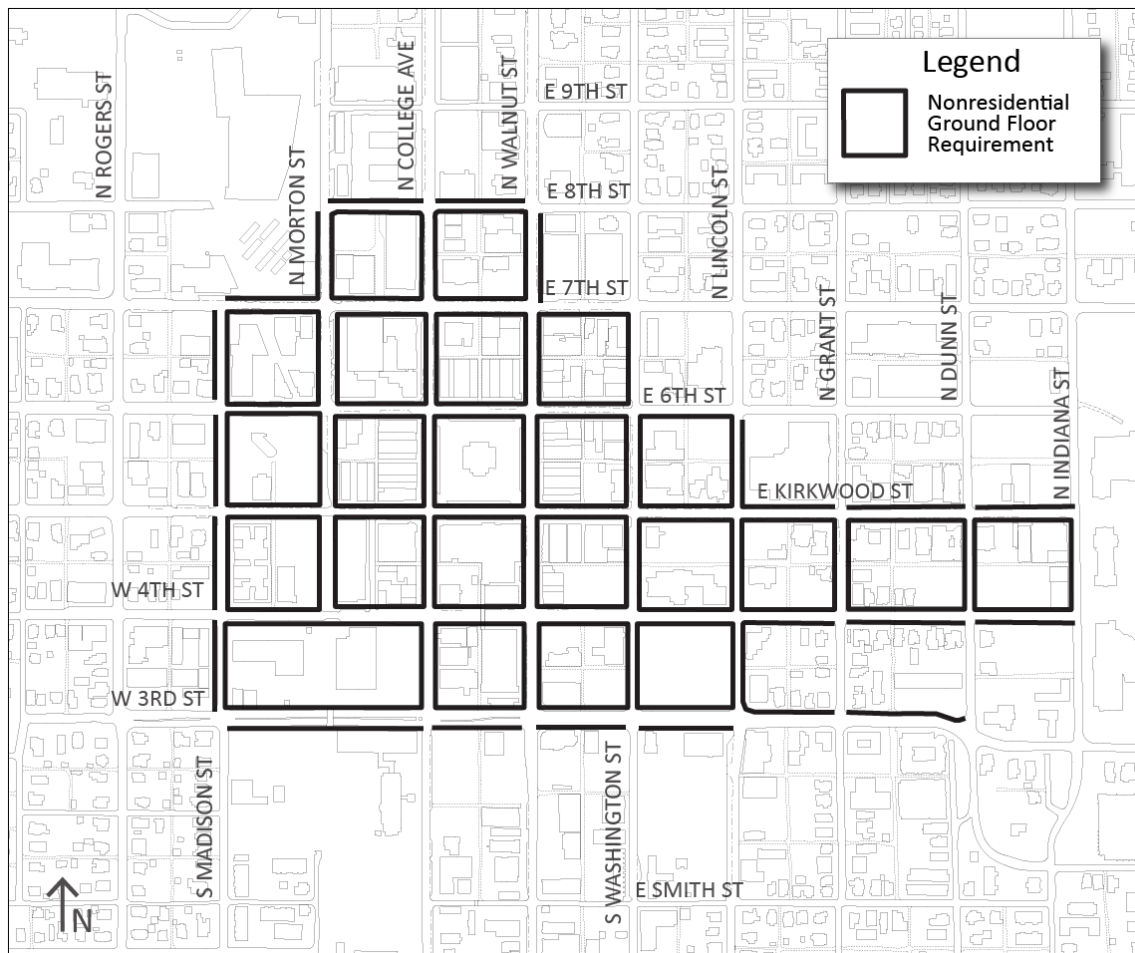 Legend
Nonresidential
Ground Floor
Requirement
N ROGERS ST
N MORTON ST
N COLLEGE AVE
N WALNUT ST
E 9TH ST
E 8TH ST
E 7TH ST
N LINCOLN ST
N GRANT ST
N DUNN ST
N INDIANA ST
E 6TH ST
E KIRKWOOD ST
W 4TH ST
W 3RD ST
S MADISON ST
S WASHINGTON ST
E SMITH ST
N